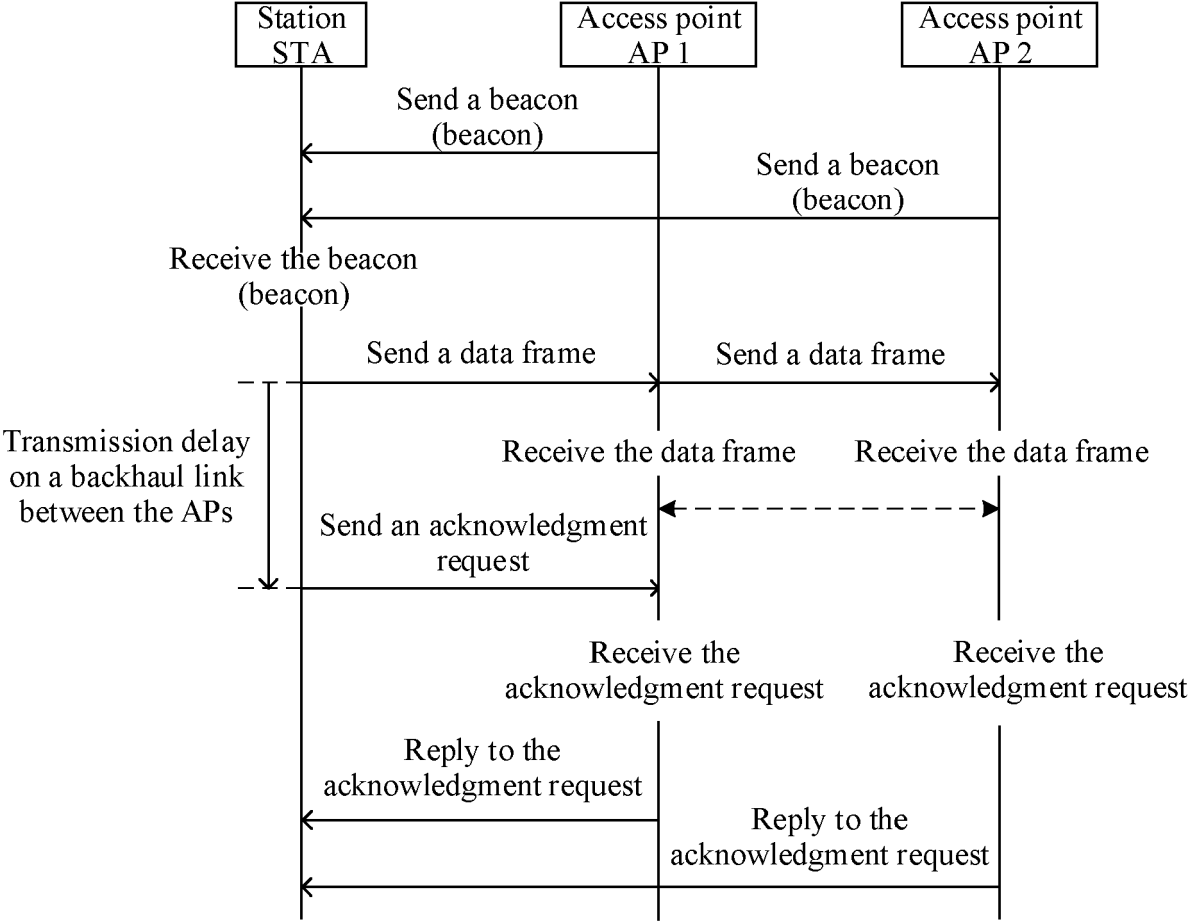 Station
STA
Access point
AP 1
Access point
AP 2
Send a beacon
(beacon)
Send a beacon
(beacon)
Receive the beacon
(beacon)
Send a data frame
Send a data frame
Transmission delay
on a backhaul link
between the APs
Receive the data frame
Receive the data frame
Send an acknowledgment
request
Receive the
acknowledgment request
Receive the
acknowledgment request
Reply to the
acknowledgment request
Reply to the
acknowledgment request